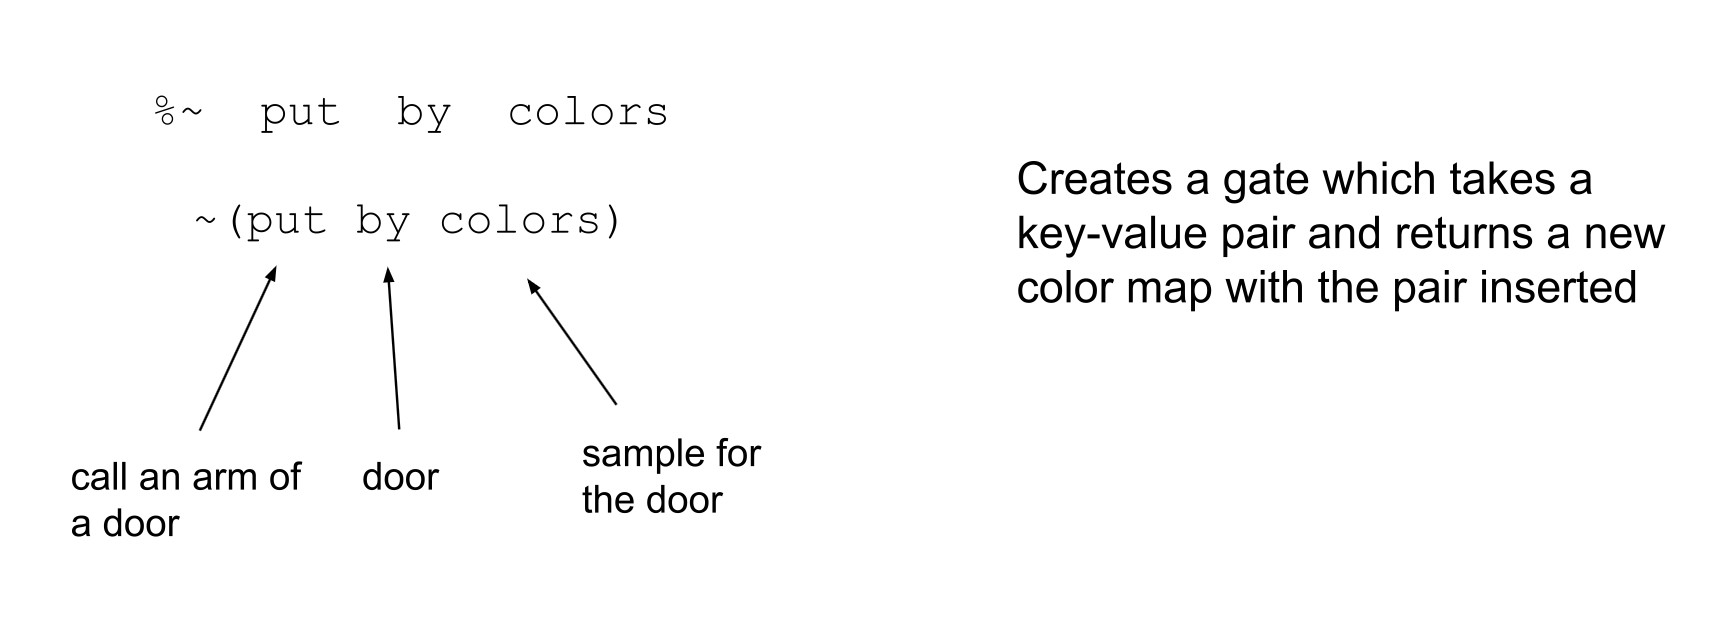 %~  put  by  colors
~(put by colors)
Creates a gate which takes a
key-value pair and returns a new
color map with the pair inserted
call an arm of
a door
door
sample for
the door